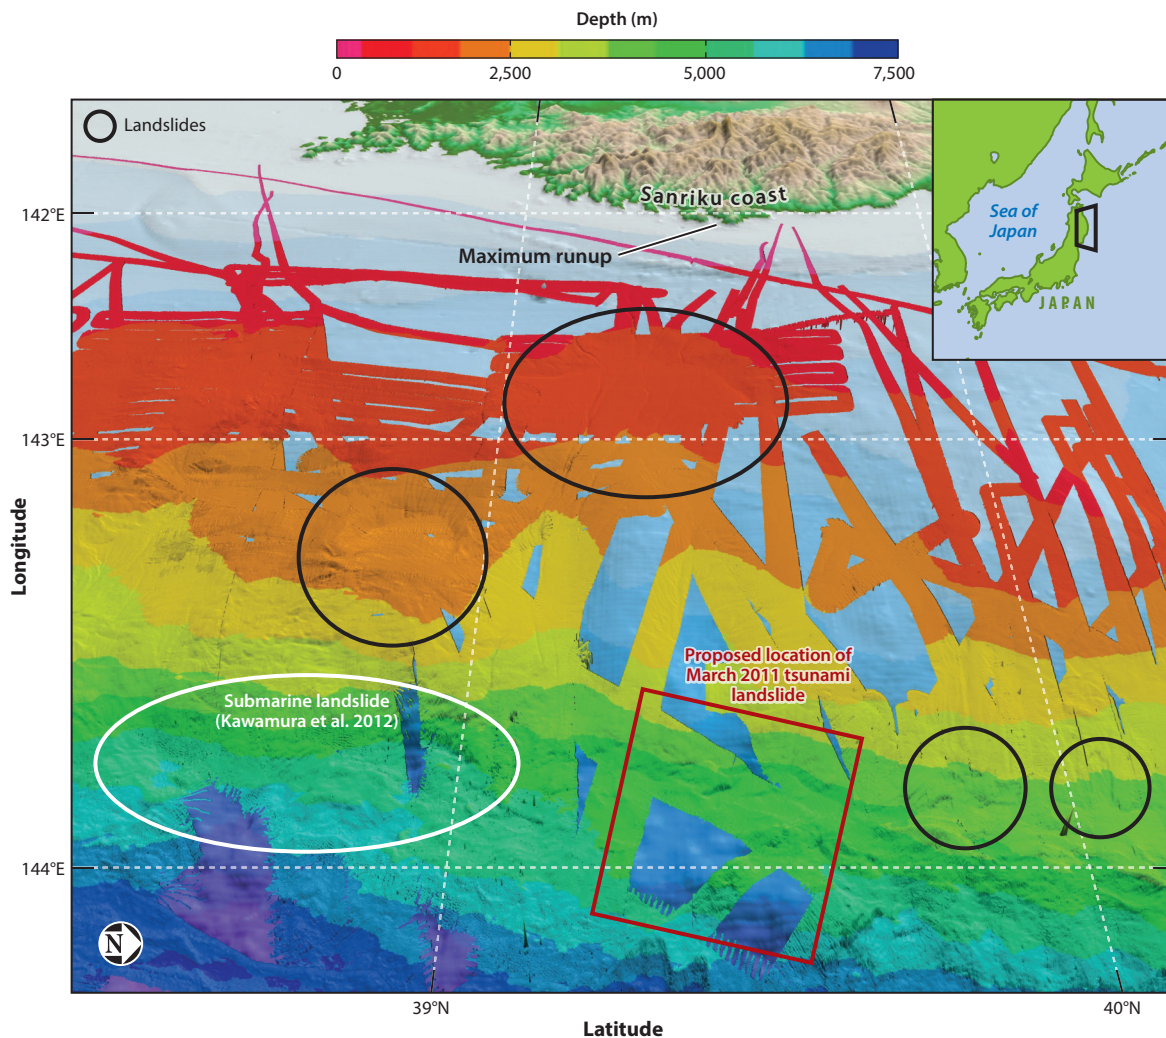 Depth (m)
0
2,500
5,000
7,500
Landslides
Sanriku coast
142°E
Maximum runup
Sea of
Japan
JAPAN
143°E
Longitude
Proposed location of
March 2011 tsunami
landslide
Submarine landslide
(Kawamura et al. 2012)
144°E
N
39°N
40°N
Latitude